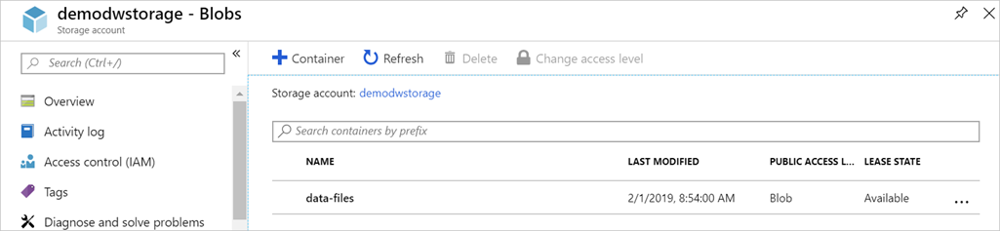 demodwstorage - Blobs
Storage account
Search (Ctrl+/)
«
Overview
Activity log
Access control (IAM)
Tags
Diagnose and solve problems
Container Refresh Delete Change access level
Storage account: demodwstorage
Search containers by prefix
NAME LAST MODIFIED PUBLIC ACCESS L... LEASE STATE
data-files 2/1/2019, 8:54:00 AM Blob Available ...